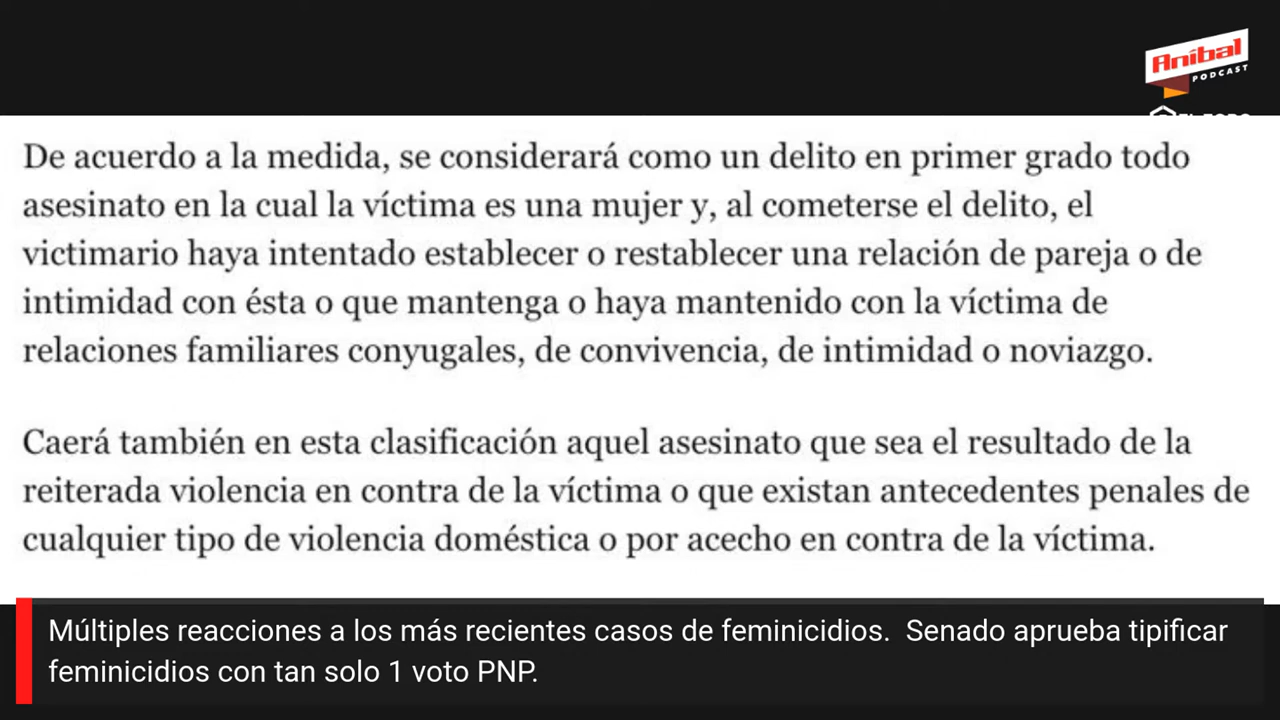 Aníbal
PODCAST
De acuerdo a la medida, se considerará como un delito en primer grado todo
asesinato en la cual la víctima es una mujer y, al cometerse el delito, el
victimario haya intentado establecer o restablecer una relación de pareja o de
intimidad con ésta o que mantenga o haya mantenido con la víctima de
relaciones familiares conyugales, de convivencia, de intimidad o noviazgo.
Caerá también en esta clasificación aquel asesinato que sea el resultado de la
reiterada violencia en contra de la víctima o que existan antecedentes penales de
cualquier tipo de violencia doméstica o por acecho en contra de la víctima.
Múltiples reacciones a los más recientes casos de feminicidios.  Senado aprueba tipificar
feminicidios con tan solo 1 voto PNP.